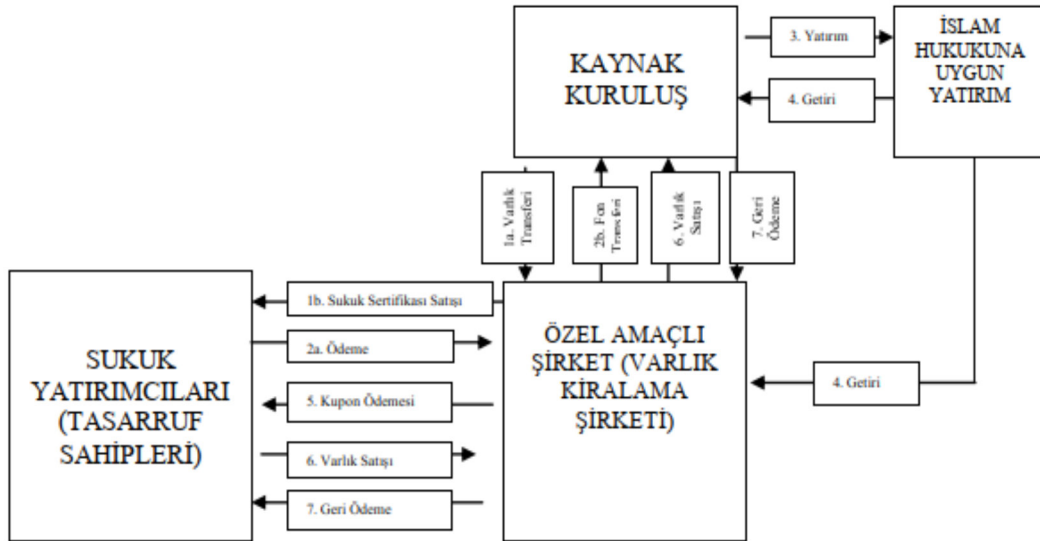 KAYNAK
KURULUŞ
3. Yatırım
4. Getiri
İSLAM
HUKUKUNA
UYGUN
YATIRIM
1a. Varlık
Transferi
2b. Fon
Transferi
6. Varlık
Satışı
7. Geri
Ödeme
SUKUK
YATIRIMCILARI
(TASARRUF
SAHİPLERİ)
1b. Sukuk Sertifikası Satışı
2a. Ödeme
5. Kupon Ödemesi
6. Varlık Satışı
7. Geri Ödeme
ÖZEL AMAÇLI
ŞİRKET (VARLIK
KİRALAMA
ŞİRKETİ)
4. Getiri